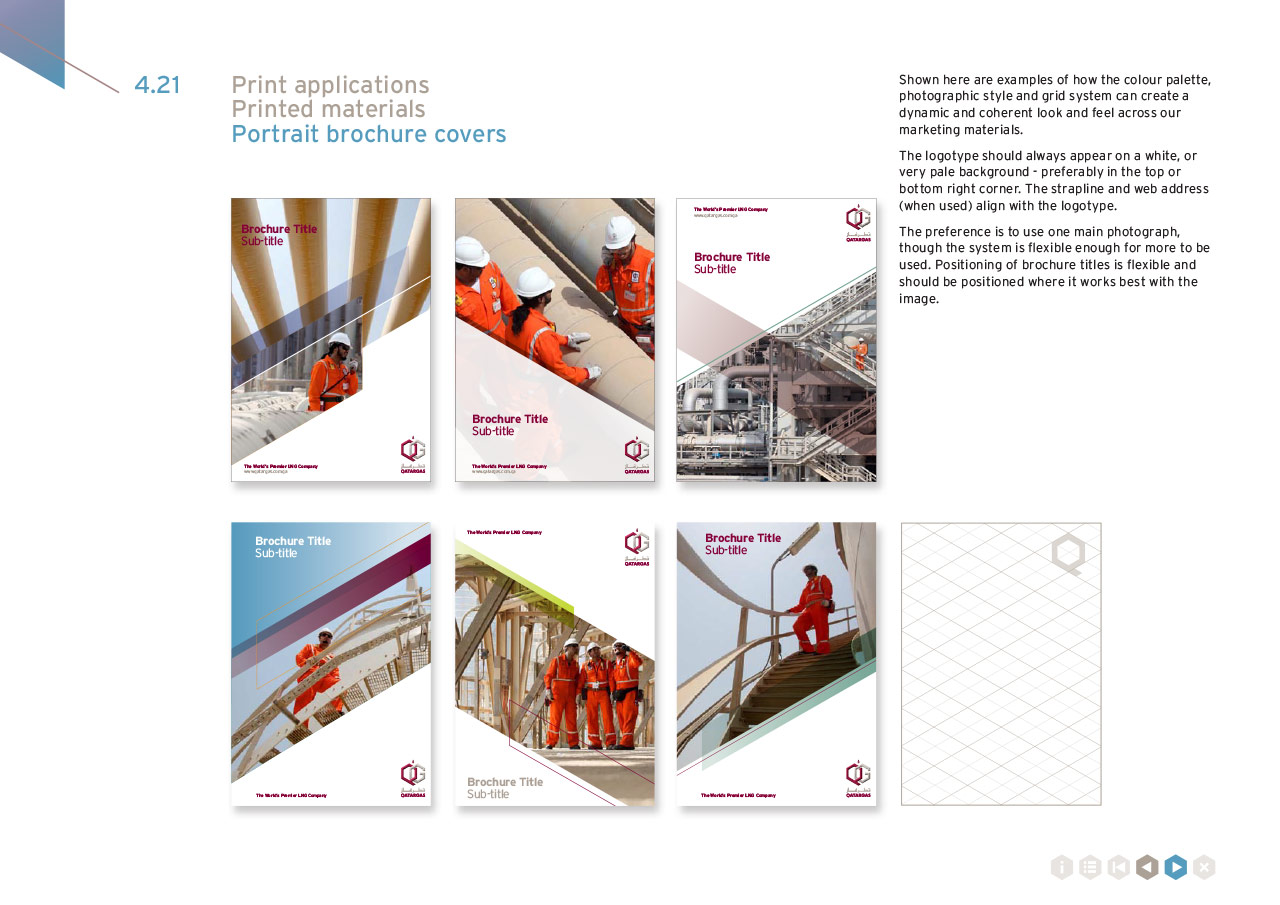 4.21
Print applications
Printed materials
Portrait brochure covers
Shown here are examples of how the colour palette,
photographic style and grid system can create a
dynamic and coherent look and feel across our
marketing materials.
The logotype should always appear on a white, or
very pale background - preferably in the top or
bottom right corner. The strapline and web address
(when used) align with the logotype.
The preference is to use one main photograph,
though the system is flexible enough for more to be
used. Positioning of brochure titles is flexible and
should be positioned where it works best with the
image.
Brochure Title
Sub-title
The World's Premier LNG Company
www.qatargas.com.qa
QATARGAS
Brochure Title
Sub-title
The World's Premier LNG Company
www.qatargas.com.qa
QATARGAS
The World's Premier LNG Company
www.qatargas.com.qa
QATARGAS
Brochure Title
Sub-title
Brochure Title
Sub-title
The World's Premier LNG Company
QATARGAS
The World's Premier LNG Company
QATARGAS
Brochure Title
Sub-title
Brochure Title
Sub-title
The World's Premier LNG Company
QATARGAS